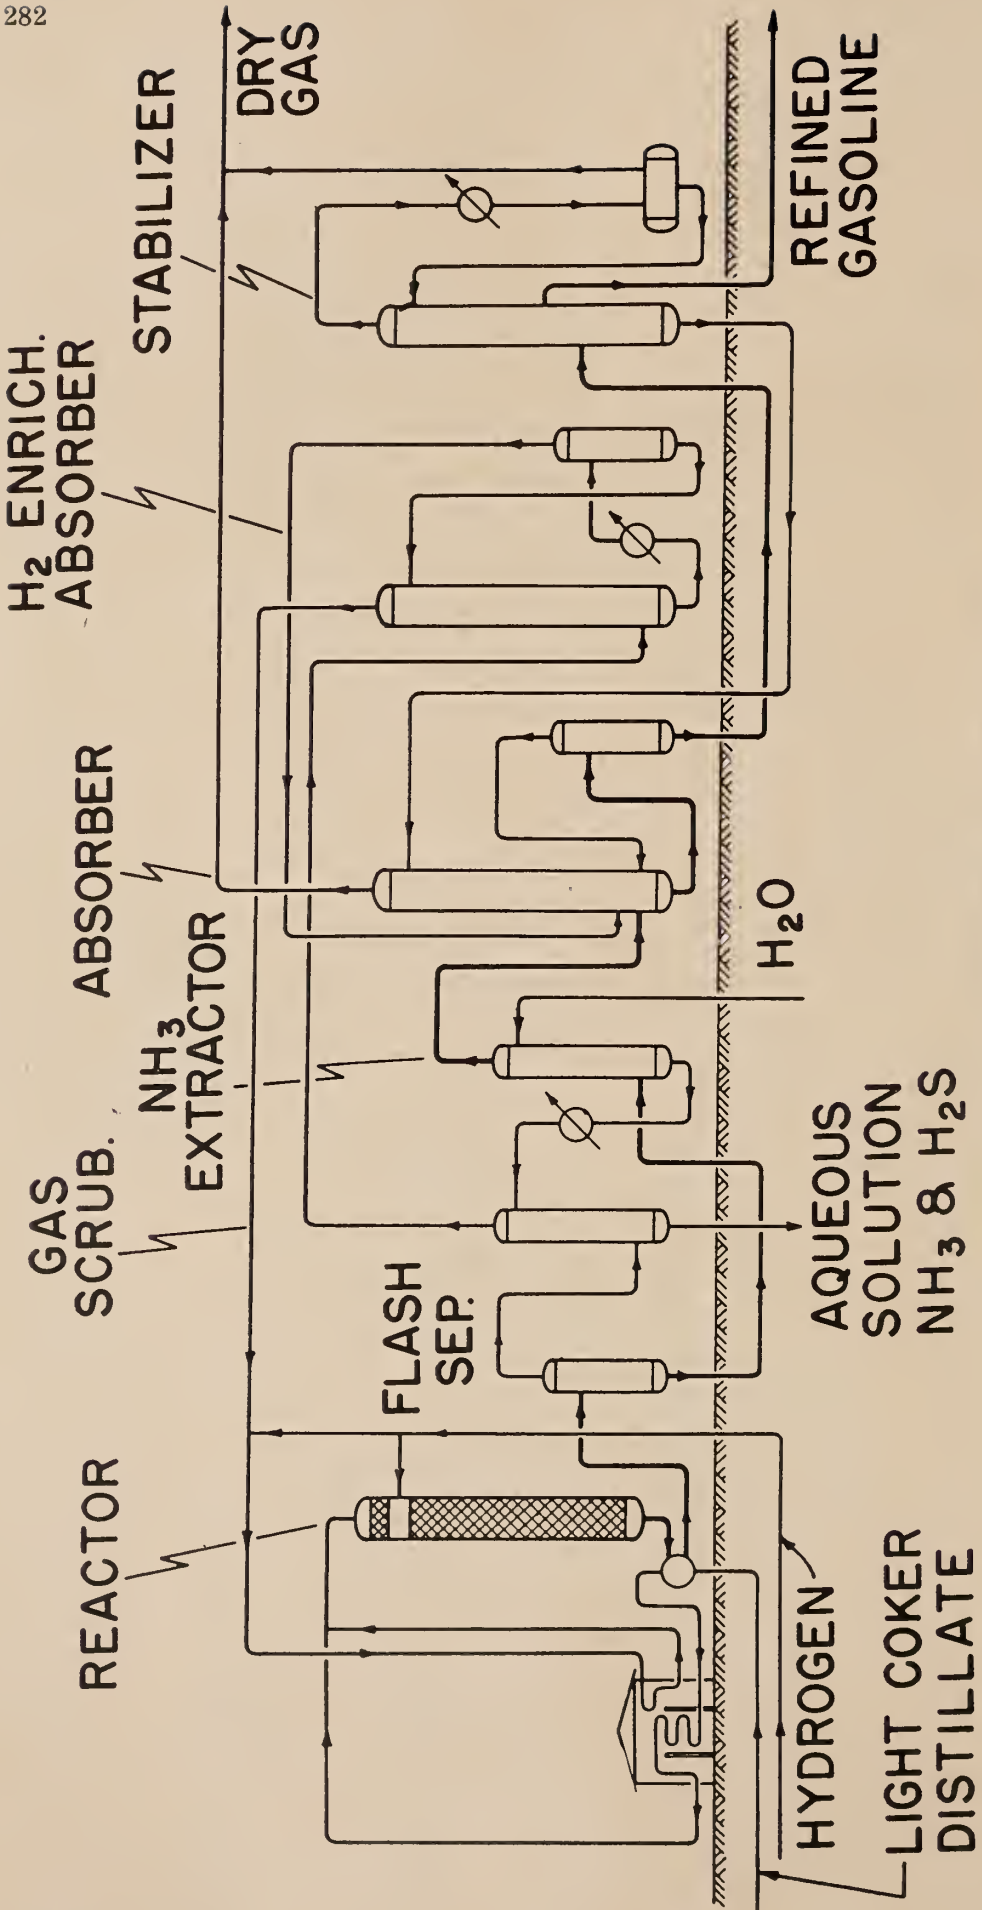 282
REACTOR
GAS
SCRUB.
FLASH
SEP.
NH₃
EXTRACTOR
ABSORBER
H₂ ENRICH.
ABSORBER
STABILIZER
DRY
GAS
HYDROGEN
LIGHT COKER
DISTILLATE
AQUEOUS
SOLUTION
NH₃ & H₂S
H₂O
REFINED
GASOLINE